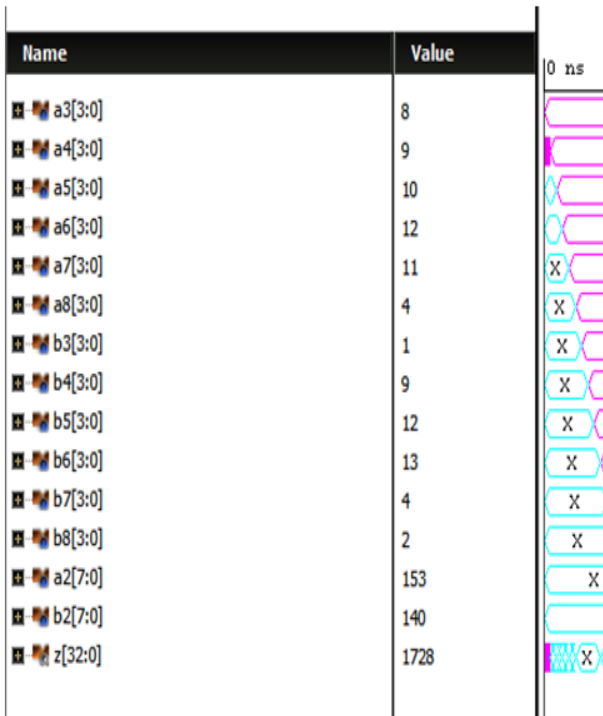 Name Value 0 ns
a3[3:0] 8
a4[3:0] 9
a5[3:0] 10
a6[3:0] 12
a7[3:0] 11 X
a8[3:0] 4 X
b3[3:0] 1 X
b4[3:0] 9 X
b5[3:0] 12 X
b6[3:0] 13 X
b7[3:0] 4 X
b8[3:0] 2 X
a2[7:0] 153 X
b2[7:0] 140
z[32:0] 1728 X